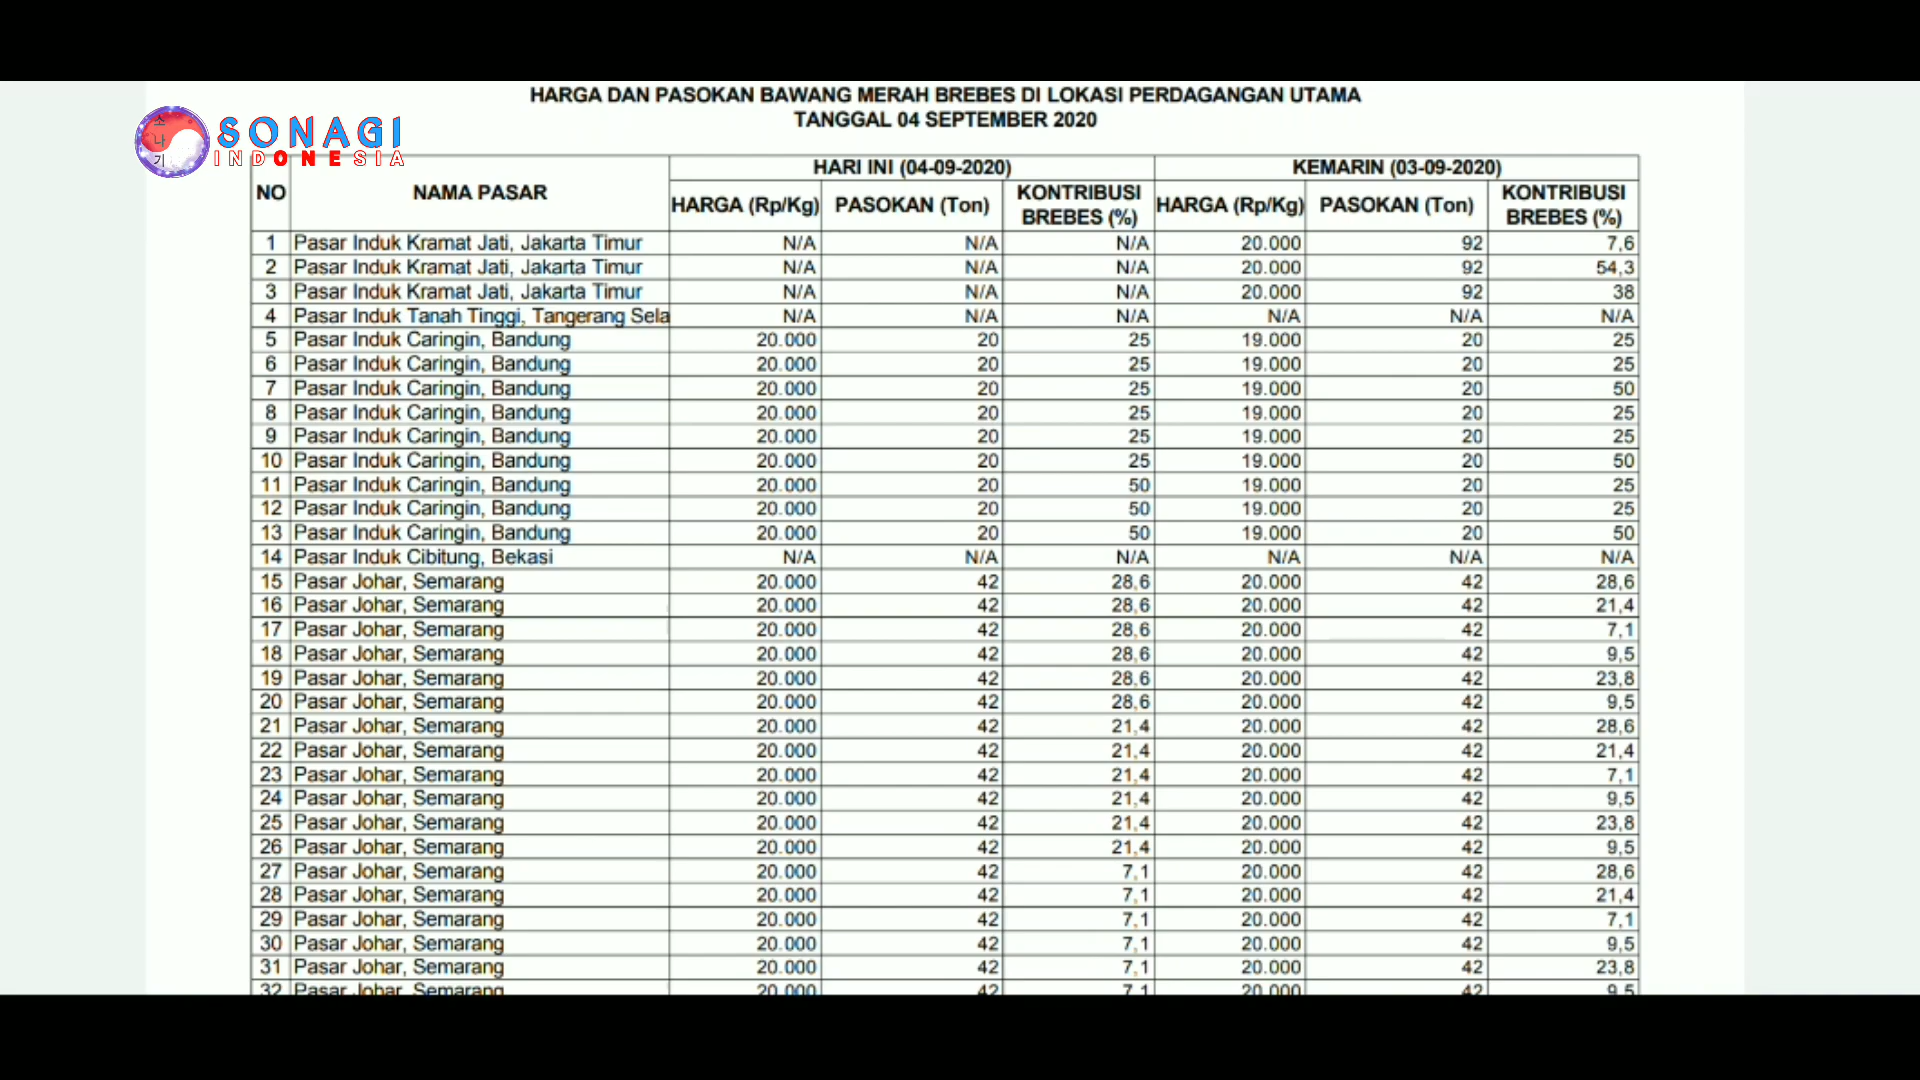 HARGA DAN PASOKAN BAWANG MERAH BREBES DI LOKASI PERDAGANGAN UTAMA
TANGGAL 04 SEPTEMBER 2020
소나기
SONAGI
INDONESIA
NO NAMA PASAR HARI INI (04-09-2020) KEMARIN (03-09-2020)
HARGA (Rp/Kg) PASOKAN (Ton) KONTRIBUSI BREBES (%) HARGA (Rp/Kg) PASOKAN (Ton) KONTRIBUSI BREBES (%)
1 Pasar Induk Kramat Jati, Jakarta Timur N/A N/A N/A 20.000 92 7,6
2 Pasar Induk Kramat Jati, Jakarta Timur N/A N/A N/A 20.000 92 54,3
3 Pasar Induk Kramat Jati, Jakarta Timur N/A N/A N/A 20.000 92 38
4 Pasar Induk Tanah Tinggi, Tangerang Sela N/A N/A N/A N/A N/A N/A
5 Pasar Induk Caringin, Bandung 20.000 20 25 19.000 20 25
6 Pasar Induk Caringin, Bandung 20.000 20 25 19.000 20 25
7 Pasar Induk Caringin, Bandung 20.000 20 25 19.000 20 50
8 Pasar Induk Caringin, Bandung 20.000 20 25 19.000 20 25
9 Pasar Induk Caringin, Bandung 20.000 20 25 19.000 20 25
10 Pasar Induk Caringin, Bandung 20.000 20 25 19.000 20 50
11 Pasar Induk Caringin, Bandung 20.000 20 50 19.000 20 25
12 Pasar Induk Caringin, Bandung 20.000 20 50 19.000 20 25
13 Pasar Induk Caringin, Bandung 20.000 20 50 19.000 20 50
14 Pasar Induk Cibitung, Bekasi N/A N/A N/A N/A N/A N/A
15 Pasar Johar, Semarang 20.000 42 28,6 20.000 42 28,6
16 Pasar Johar, Semarang 20.000 42 28,6 20.000 42 21,4
17 Pasar Johar, Semarang 20.000 42 28,6 20.000 42 7,1
18 Pasar Johar, Semarang 20.000 42 28,6 20.000 42 9,5
19 Pasar Johar, Semarang 20.000 42 28,6 20.000 42 23,8
20 Pasar Johar, Semarang 20.000 42 28,6 20.000 42 9,5
21 Pasar Johar, Semarang 20.000 42 21,4 20.000 42 28,6
22 Pasar Johar, Semarang 20.000 42 21,4 20.000 42 21,4
23 Pasar Johar, Semarang 20.000 42 21,4 20.000 42 7,1
24 Pasar Johar, Semarang 20.000 42 21,4 20.000 42 9,5
25 Pasar Johar, Semarang 20.000 42 21,4 20.000 42 23,8
26 Pasar Johar, Semarang 20.000 42 21,4 20.000 42 9,5
27 Pasar Johar, Semarang 20.000 42 7,1 20.000 42 28,6
28 Pasar Johar, Semarang 20.000 42 7,1 20.000 42 21,4
29 Pasar Johar, Semarang 20.000 42 7,1 20.000 42 7,1
30 Pasar Johar, Semarang 20.000 42 7,1 20.000 42 9,5
31 Pasar Johar, Semarang 20.000 42 7,1 20.000 42 23,8
32 Pasar Johar, Semarang 20.000 42 7,1 20.000 42 9,5